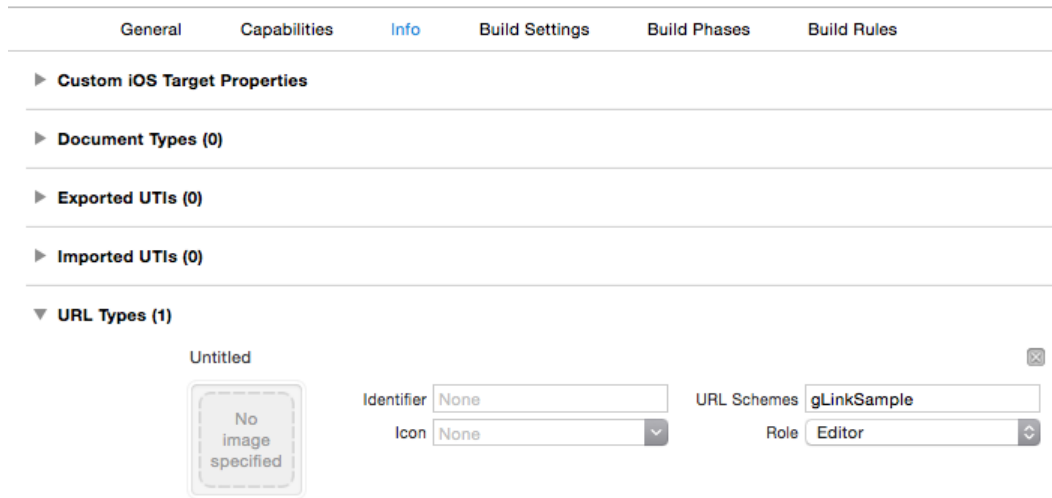 General Capabilities Info Build Settings Build Phases Build Rules
Custom iOS Target Properties
Document Types (0)
Exported UTIs (0)
Imported UTIs (0)
URL Types (1)
Untitled
No
image
specified
Identifier None
URL Schemes gLinkSample
Icon None
Role Editor